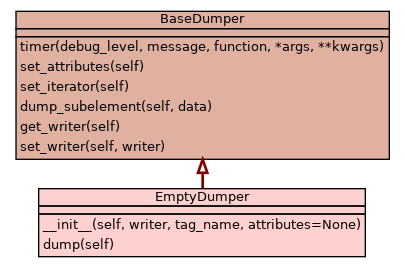 BaseDumper
timer(debug_level, message, function, *args, **kwargs)
set_attributes(self)
set_iterator(self)
dump_subelement(self, data)
get_writer(self)
set_writer(self, writer)
EmptyDumper
__init__(self, writer, tag_name, attributes=None)
dump(self)